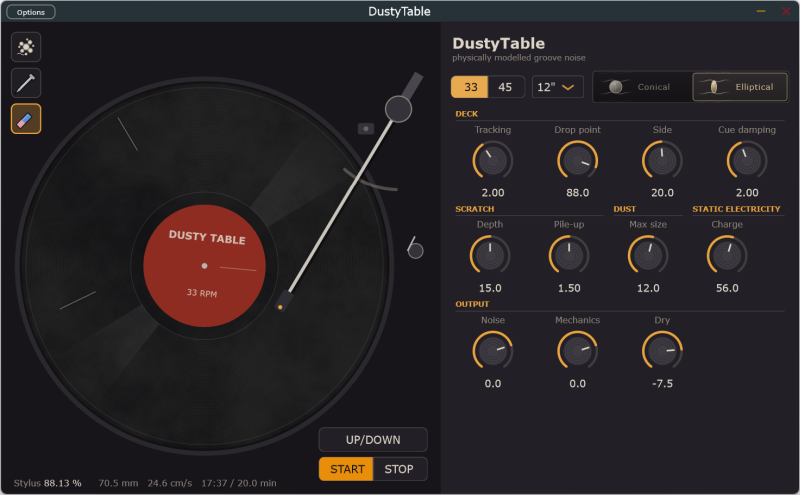 Options
DustyTable
DustyTable
physically modelled groove noise
33 45 12" Conical Elliptical
DECK
Tracking Drop point Side Cue damping
2.00 88.0 20.0 2.00
SCRATCH DUST STATIC ELECTRICITY
Depth Pile-up Max size Charge
15.0 1.50 12.0 56.0
OUTPUT
Noise Mechanics Dry
0.0 0.0 -7.5
DUSTY TABLE
33 RPM
UP/DOWN
START STOP
Stylus 88.13 % 70.5 mm 24.6 cm/s 17:37 / 20.0 min